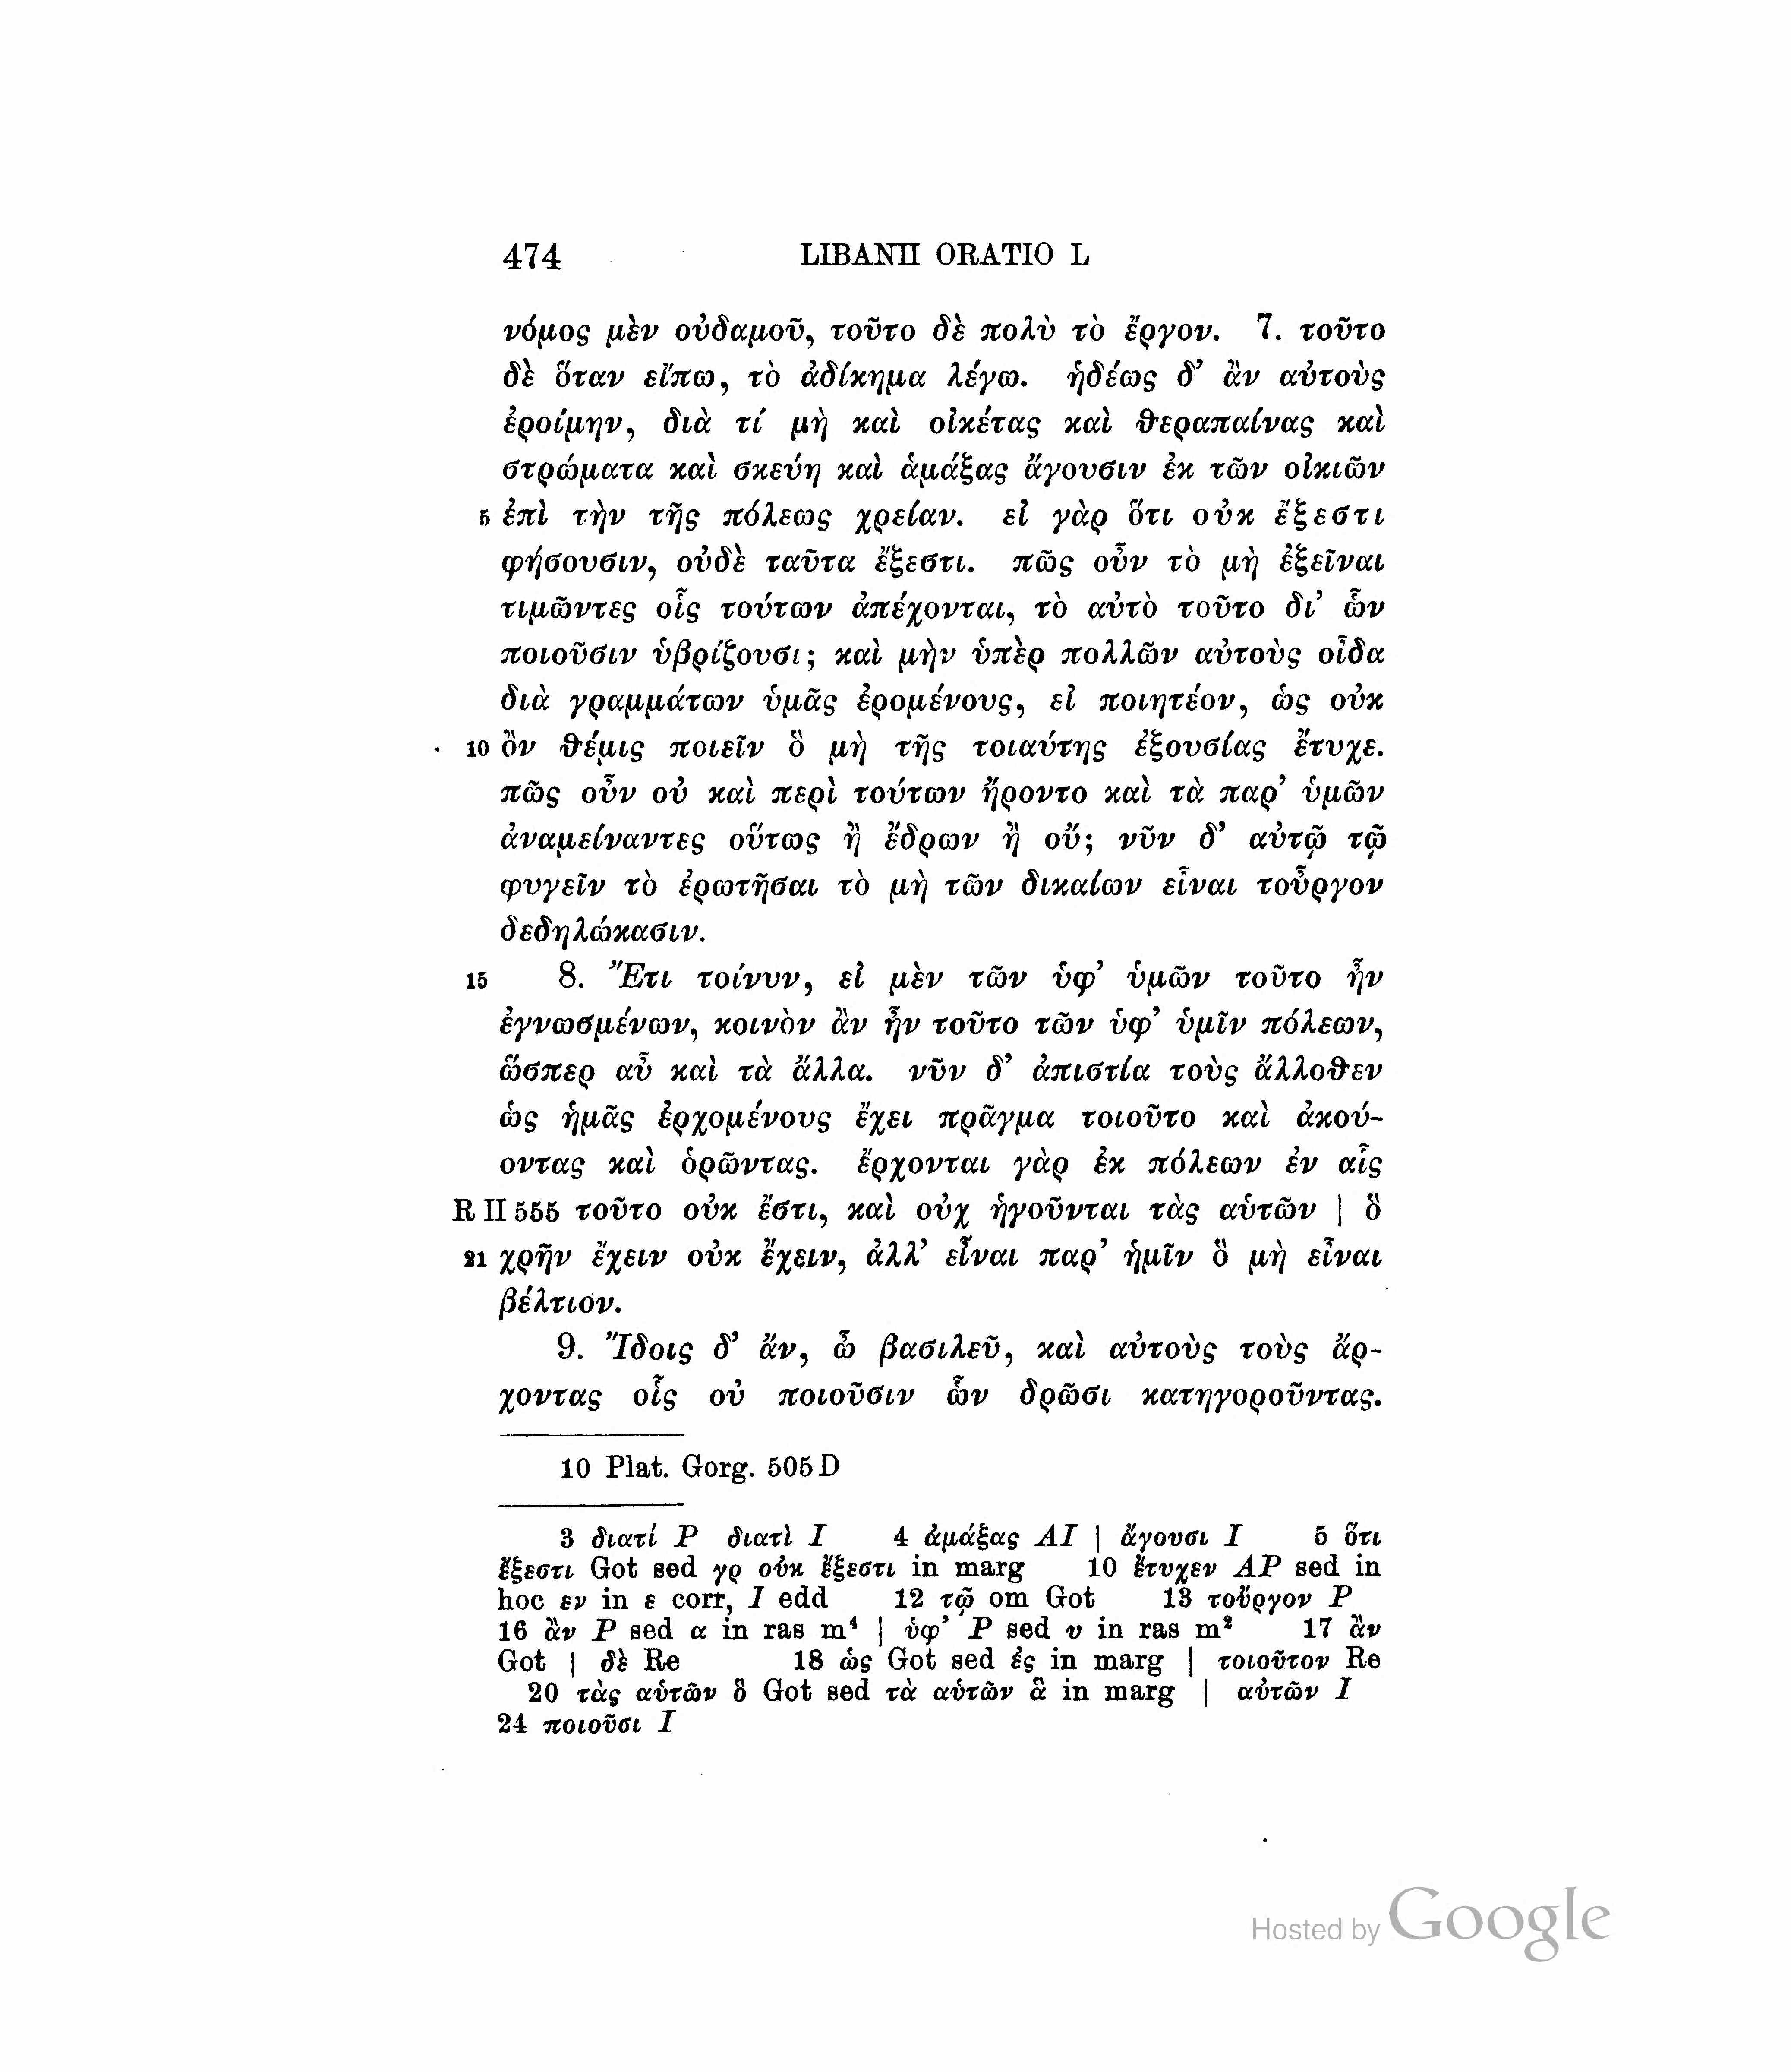 474 LIBANII ORATIO L
νόμος μὲν οὐδαμοῦ, τοῦτο δὲ πολὺ τὸ ἔργον. 7. τοῦτο
δὲ ὅταν εἴπω, τὸ ἀδίκημα λέγω. ἡδέως δ’ ἂν αὐτοὺς
ἐροίμην, διὰ τί μὴ καὶ οἰκέτας καὶ θεραπαίνας καὶ
στρώματα καὶ σκεύη καὶ ἁμάξας ἄγουσιν ἐκ τῶν οἰκιῶν
5 ἐπὶ τὴν τῆς πόλεως χρείαν. εἰ γὰρ ὅτι οὐκ ἔξεστι
φήσουσιν, οὐδὲ ταῦτα ἔξεστι. πῶς οὖν τὸ μὴ ἐξεῖναι
τιμῶντες οἷς τούτων ἀπέχονται, τὸ αὐτὸ τοῦτο δι’ ὧν
ποιοῦσιν ὑβρίζουσι; καὶ μὴν ὑπὲρ πολλῶν αὐτοὺς οἶδα
διὰ γραμμάτων ὑμᾶς ἐρομένους, εἰ ποιητέον, ὡς οὐκ
10 ὂν θέμις ποιεῖν ὃ μὴ τῆς τοιαύτης ἐξουσίας ἔτυχε.
πῶς οὖν οὐ καὶ περὶ τούτων ἤροντο καὶ τὰ παρ’ ὑμῶν
ἀναμείναντες οὕτως ἢ ἔδρων ἢ οὔ; νῦν δ’ αὐτῷ τῷ
φυγεῖν τὸ ἐρωτῆσαι τὸ μὴ τῶν δικαίων εἶναι τοὖργον
δεδηλώκασιν.
15 8. Ἔτι τοίνυν, εἰ μὲν τῶν ὑφ’ ὑμῶν τοῦτο ἦν
ἐγνωσμένων, κοινὸν ἂν ἦν τοῦτο τῶν ὑφ’ ὑμῖν πόλεων,
ὥσπερ αὖ καὶ τὰ ἄλλα. νῦν δ’ ἀπιστία τοὺς ἄλλοθεν
ὡς ἡμᾶς ἐρχομένους ἔχει πρᾶγμα τοιοῦτο καὶ ἀκού-
οντας καὶ ὁρῶντας. ἔρχονται γὰρ ἐκ πόλεων ἐν αἷς
R II 555 τοῦτο οὐκ ἔστι, καὶ οὐχ ἡγοῦνται τὰς αὑτῶν | ὃ
21 χρῆν ἔχειν οὐκ ἔχειν, ἀλλ’ εἶναι παρ’ ἡμῖν ὃ μὴ εἶναι
βέλτιον.
9. Ἴδοις δ’ ἄν, ὦ βασιλεῦ, καὶ αὐτοὺς τοὺς ἄρ-
χοντας οἷς οὐ ποιοῦσιν ὧν δρῶσι κατηγοροῦντας.
10 Plat. Gorg. 505 D
3 διατί P διατὶ I 4 ἀμάξας AI | ἄγουσι I 5 ὅτι
ἔξεστι Got sed γρ οὐκ ἔξεστι in marg 10 ἔτυχεν AP sed in
hoc εν in ε corr, I edd 12 τῷ om Got 13 τοὔργον P
16 ἂν P sed α in ras m⁴ | ὑφ’ P sed υ in ras m² 17 ἂν
Got | δὲ Re 18 ὡς Got sed ἐς in marg | τοιοῦτον Re
20 τὰς αὑτῶν ὃ Got sed τὰ αὑτῶν ἃ in marg | αὐτῶν I
24 ποιοῦσι I
Hosted by Google